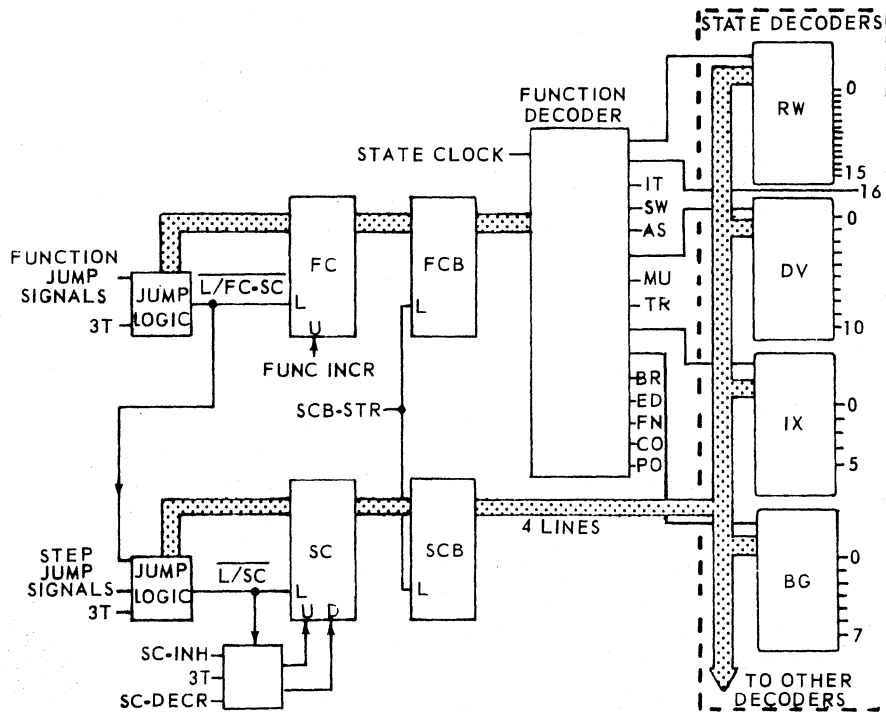 STATE DECODERS
FUNCTION
DECODER
STATE CLOCK
RW
0
15
16
IT
SW
AS
MU
TR
BR
ED
FN
CO
PO
DV
0
10
FUNCTION
JUMP
SIGNALS
3T
JUMP
LOGIC
L/FC-SC
L
FC
U
FUNC INCR
FCB
L
SCB-STR
IX
0
5
STEP
JUMP
SIGNALS
3T
JUMP
LOGIC
L/SC
L
SC
U D
SCB
L
4 LINES
BG
0
7
SC-INH
3T
SC-DECR
TO OTHER
DECODERS